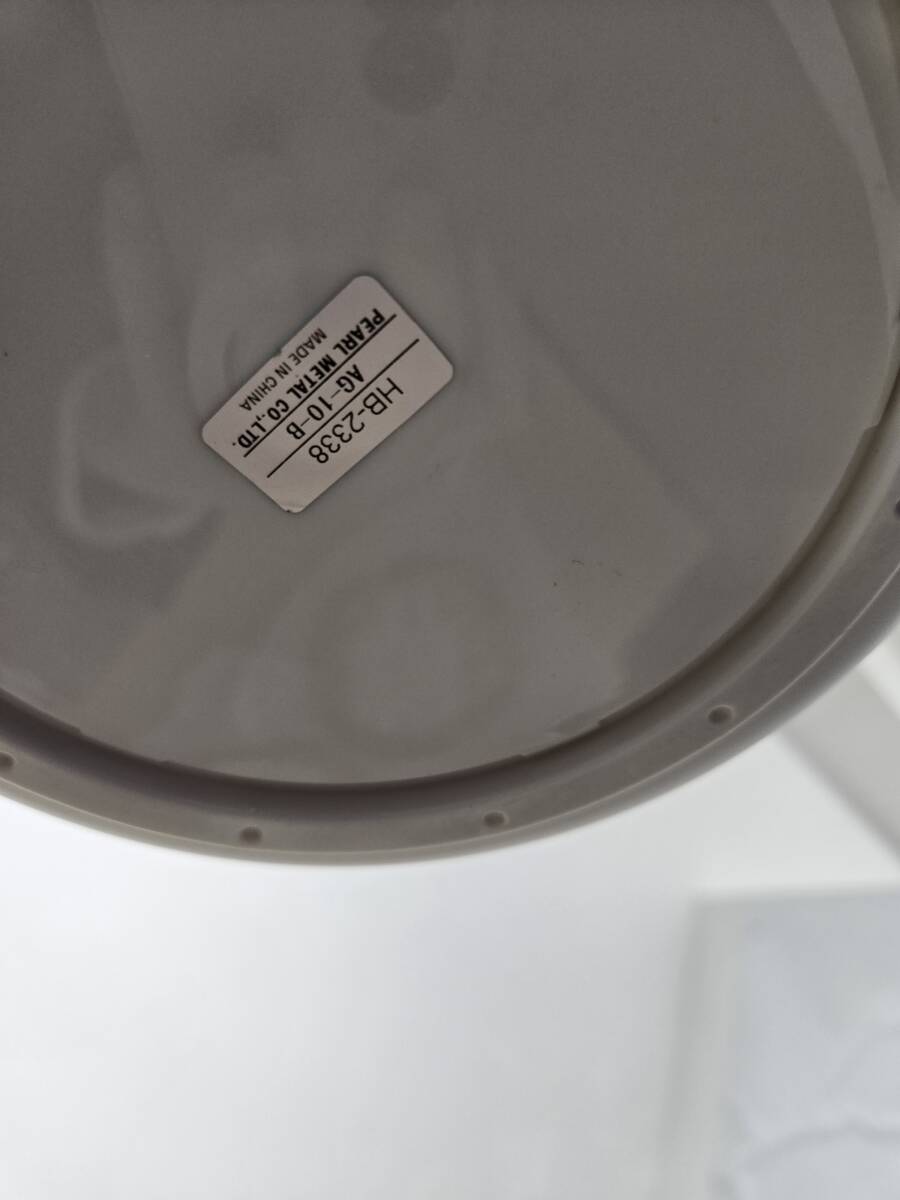 HB-2338
AG-10-B
PEARL METAL CO.,LTD.
MADE IN CHINA